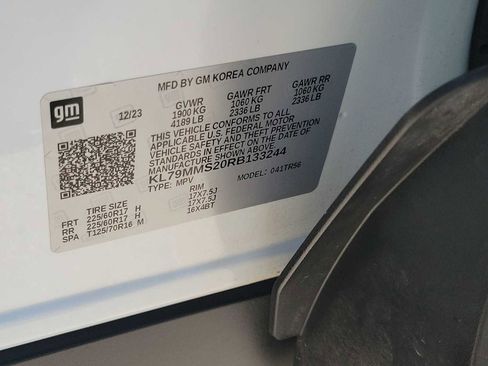 gm
MFD BY GM KOREA COMPANY
12/23 GVWR GAWR FRT GAWR RR
1900 KG 1060 KG 1060 KG
4189 LB 2336 LB 2336 LB
THIS VEHICLE CONFORMS TO ALL
APPLICABLE U.S. FEDERAL MOTOR
VEHICLE SAFETY AND THEFT PREVENTION
STANDARDS IN EFFECT ON THE DATE OF
MANUFACTURE SHOWN ABOVE.
KL79MMS20RB133244
TYPE: MPV MODEL: 041TR56
TIRE SIZE RIM
FRT 225/60R17 H 17X7.5J
RR 225/60R17 H 17X7.5J
SPA T125/70R16 M 16X4BT